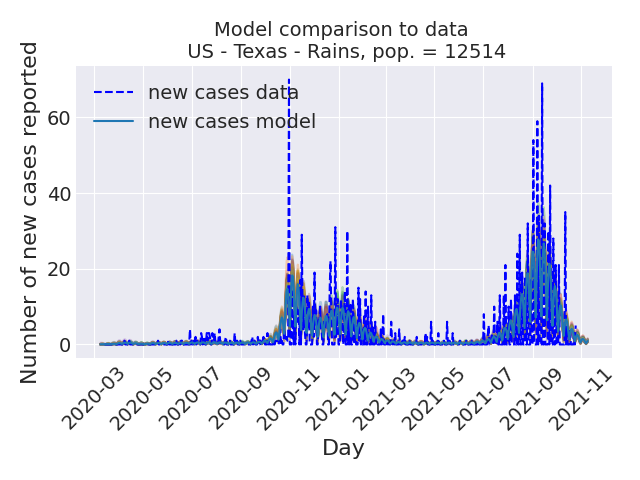 Model comparison to data
US - Texas - Rains, pop. = 12514
Number of new cases reported
60
40
20
0
new cases data
new cases model
2020-03
2020-05
2020-07
2020-09
2020-11
2021-01
2021-03
2021-05
2021-07
2021-09
2021-11
Day